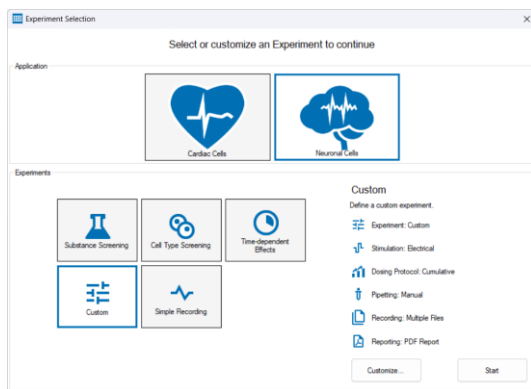 Experiment Selection
Select or customize an Experiment to continue
Application
Cardiac Cells
Neuronal Cells
Experiments
Substance Screening
Cell Type Screening
Time-dependent
Effects
Custom
Simple Recording
Custom
Define a custom experiment.
Experiment: Custom
Stimulation: Electrical
Dosing Protocol: Cumulative
Pipetting: Manual
Recording: Multiple Files
Reporting: PDF Report
Customize...
Start